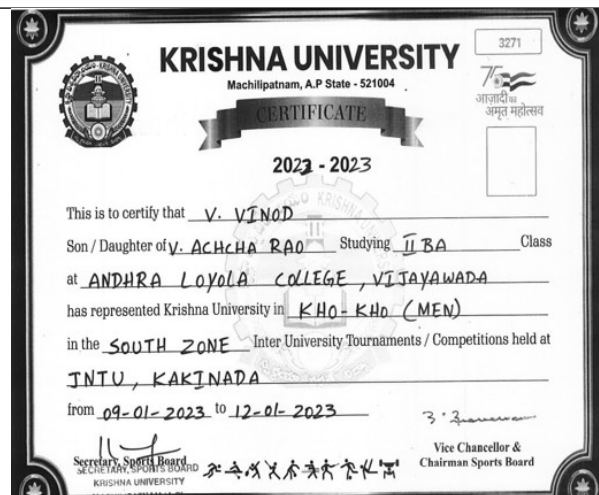 3271
KRISHNA UNIVERSITY
Machilipatnam, A.P State - 521004
75
आज़ादी का
अमृत महोत्सव
CERTIFICATE
2022 - 2023
This is to certify that V. VINOD
Son / Daughter of V. ACHCHA RAO Studying II BA Class
at ANDHRA LOYOLA COLLEGE, VIJAYAWADA
has represented Krishna University in KHO-KHO (MEN)
in the SOUTH ZONE Inter University Tournaments / Competitions held at
JNTU, KAKINADA
from 09-01-2023 to 12-01-2023
Secretary, Sports Board
SECRETARY, SPORTS BOARD
KRISHNA UNIVERSITY
Vice Chancellor &
Chairman Sports Board